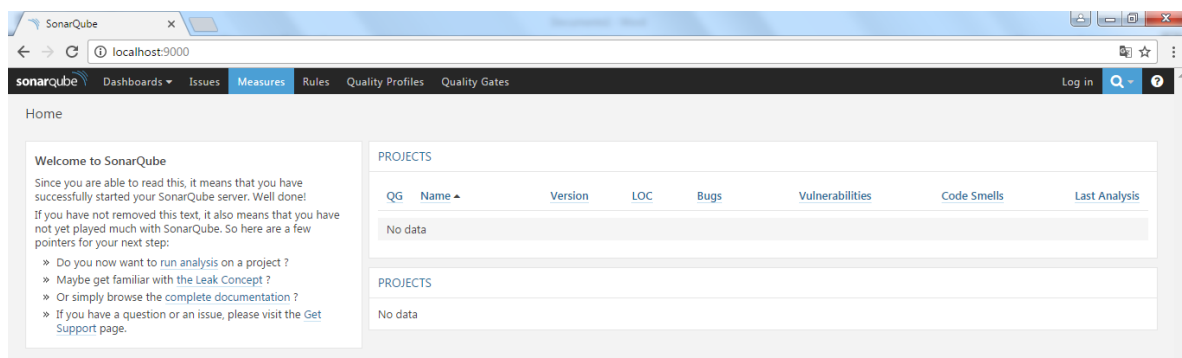 SonarQube
localhost:9000
sonarqube Dashboards Issues Measures Rules Quality Profiles Quality Gates Log in
Home
Welcome to SonarQube
Since you are able to read this, it means that you have
successfully started your SonarQube server. Well done!
If you have not removed this text, it also means that you have
not yet played much with SonarQube. So here are a few
pointers for your next step:
» Do you now want to run analysis on a project ?
» Maybe get familiar with the Leak Concept ?
» Or simply browse the complete documentation ?
» If you have a question or an issue, please visit the Get
Support page.
PROJECTS
QG Name Version LOC Bugs Vulnerabilities Code Smells Last Analysis
No data
PROJECTS
No data